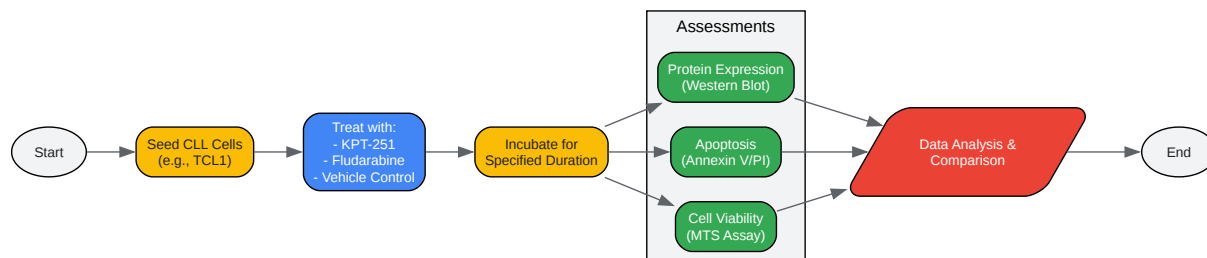 Assessments
Protein Expression
(Western Blot)
Start
Seed CLL Cells
(e.g., TCL1)
Treat with:
- KPT-251
- Fludarabine
- Vehicle Control
Incubate for
Specified Duration
Apoptosis
(Annexin V/PI)
Data Analysis &
Comparison
End
Cell Viability
(MTS Assay)